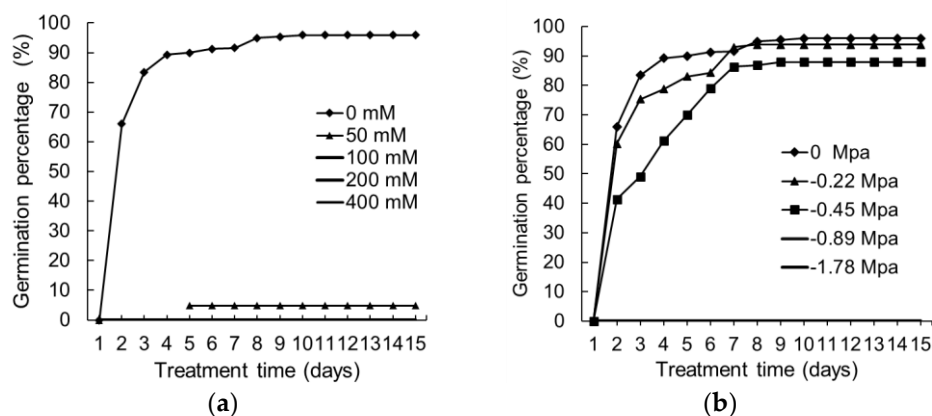 Germination percentage (%)
100
90
80
70
60
50
40
30
20
10
0
0 mM
50 mM
100 mM
200 mM
400 mM
1 2 3 4 5 6 7 8 9 10 11 12 13 14 15
Treatment time (days)
(a)
Germination percentage (%)
100
90
80
70
60
50
40
30
20
10
0
0 Mpa
-0.22 Mpa
-0.45 Mpa
-0.89 Mpa
-1.78 Mpa
1 2 3 4 5 6 7 8 9 10 11 12 13 14 15
Treatment time (days)
(b)